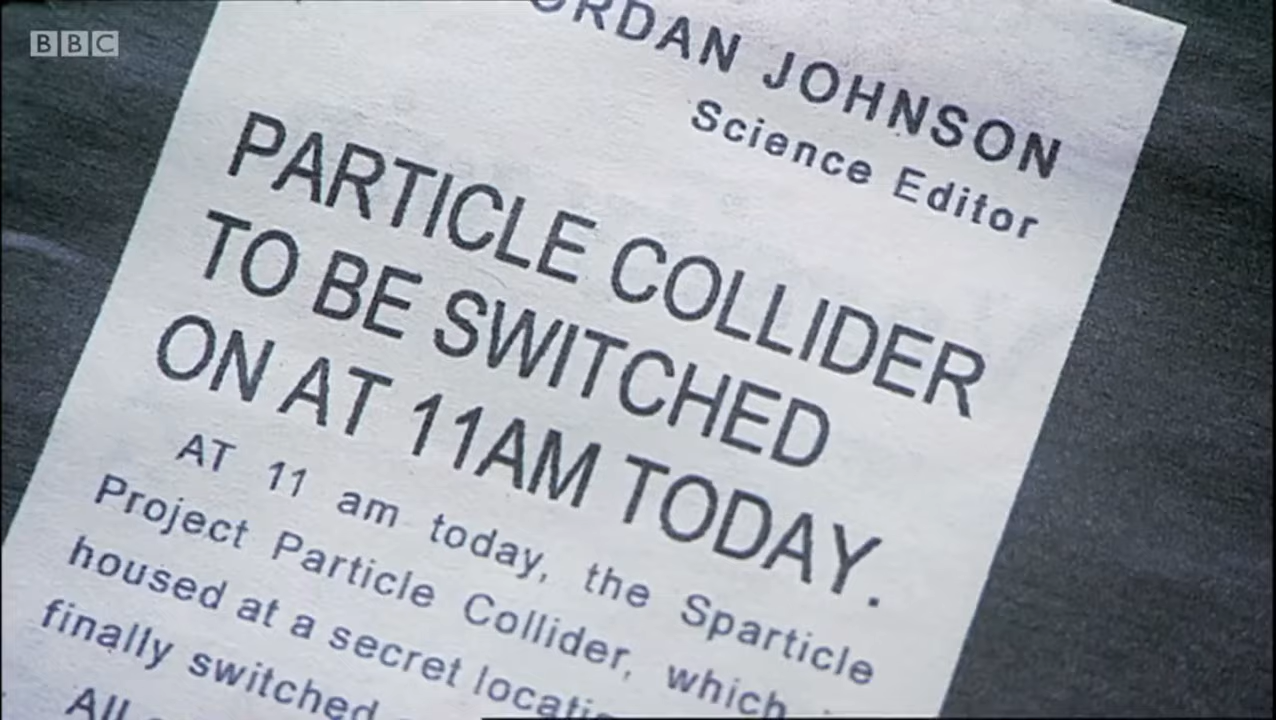 BBC
JOHNSON
Science Editor
PARTICLE COLLIDER
TO BE SWITCHED
ON AT 11AM TODAY.
AT 11 am today, the Sparticle
Project Particle Collider, which
housed at a secret
finally switched
All